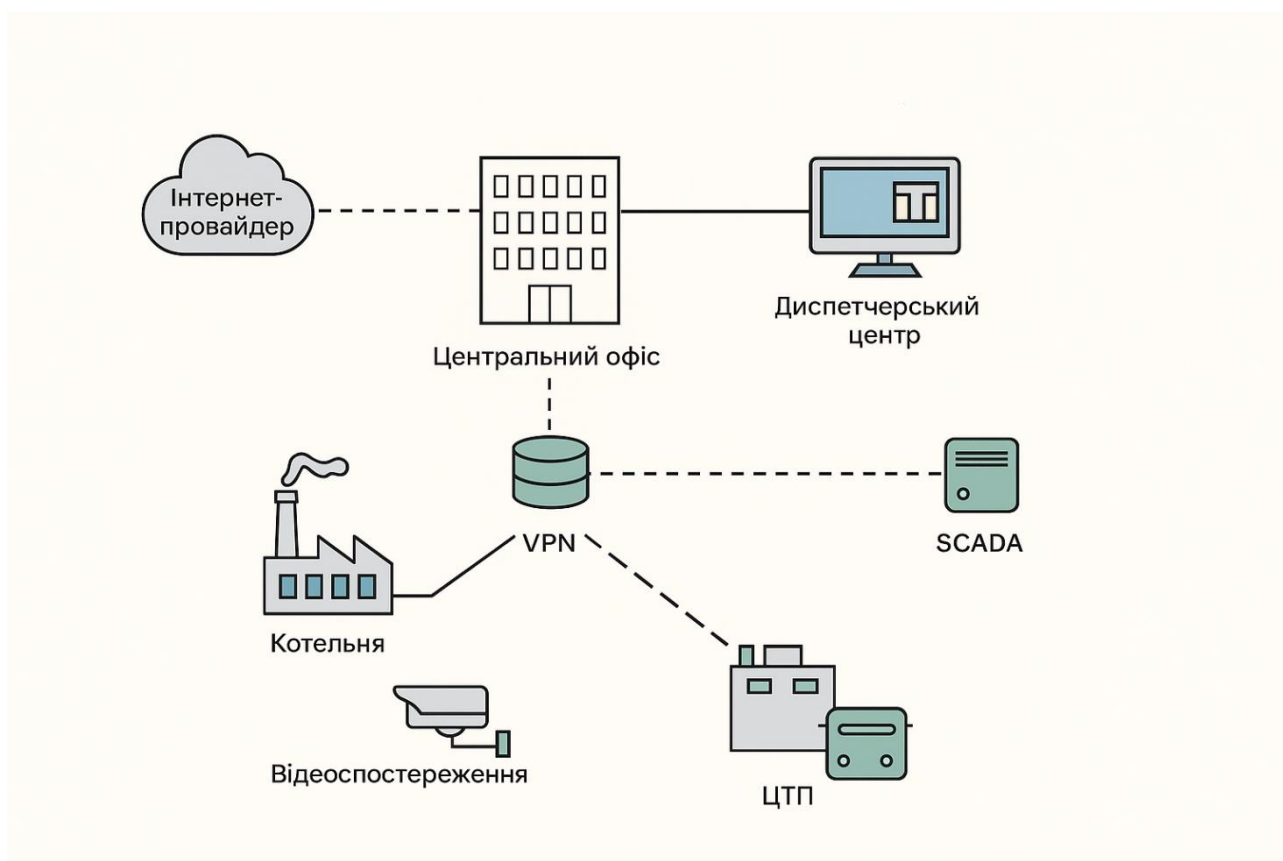 Інтернет-
провайдер
Центральний офіс
Диспетчерський
центр
VPN
SCADA
Котельня
Відеоспостереження
ЦТП